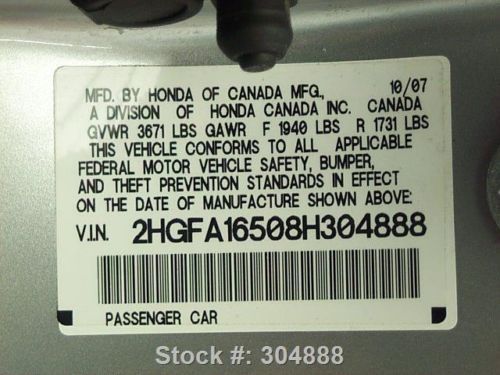 MFD. BY HONDA OF CANADA MFG., 10/07
A DIVISION OF HONDA CANADA INC. CANADA
GVWR 3671 LBS GAWR F 1940 LBS R 1731 LBS
THIS VEHICLE CONFORMS TO ALL APPLICABLE
FEDERAL MOTOR VEHICLE SAFETY, BUMPER,
AND THEFT PREVENTION STANDARDS IN EFFECT
ON THE DATE OF MANUFACTURE SHOWN ABOVE:
V.I.N. 2HGFA16508H304888
PASSENGER CAR
Stock #: 304888